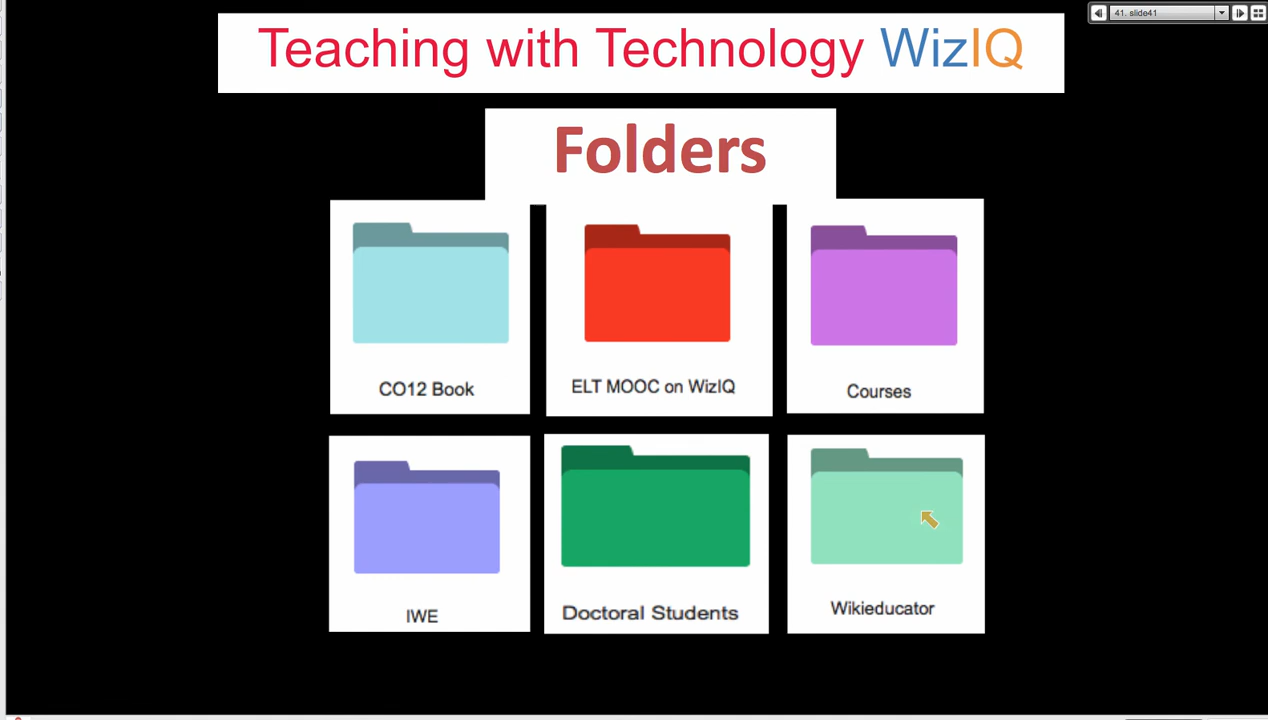 41. slide41
Teaching with Technology WizIQ
Folders
CO12 Book
ELT MOOC on WizIQ
Courses
IWE
Doctoral Students
Wikieducator